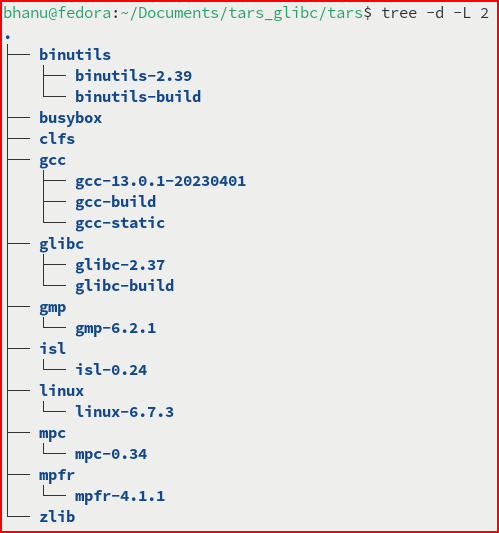 bhanu@fedora:~/Documents/tars_glibc/tars$ tree -d -L 2
.
├── binutils
│   ├── binutils-2.39
│   └── binutils-build
├── busybox
├── clfs
├── gcc
│   ├── gcc-13.0.1-20230401
│   ├── gcc-build
│   └── gcc-static
├── glibc
│   ├── glibc-2.37
│   └── glibc-build
├── gmp
│   └── gmp-6.2.1
├── isl
│   └── isl-0.24
├── linux
│   └── linux-6.7.3
├── mpc
│   └── mpc-0.34
├── mpfr
│   └── mpfr-4.1.1
└── zlib